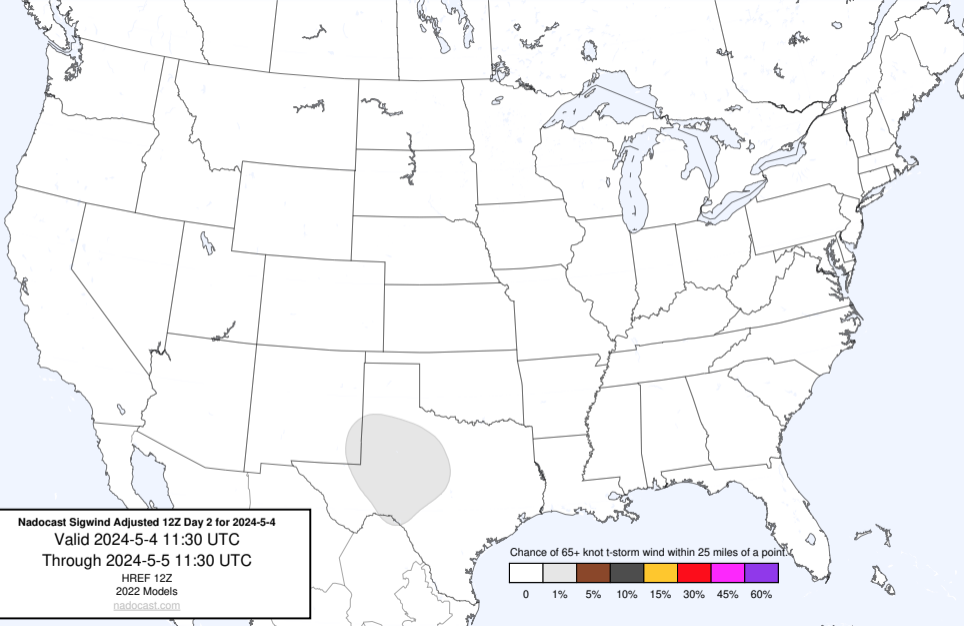 Nadocast Sigwind Adjusted 12Z Day 2 for 2024-5-4
Valid 2024-5-4 11:30 UTC
Through 2024-5-5 11:30 UTC
HREF 12Z
2022 Models
nadocast.com
Chance of 65+ knot t-storm wind within 25 miles of a point.
0 1% 5% 10% 15% 30% 45% 60%